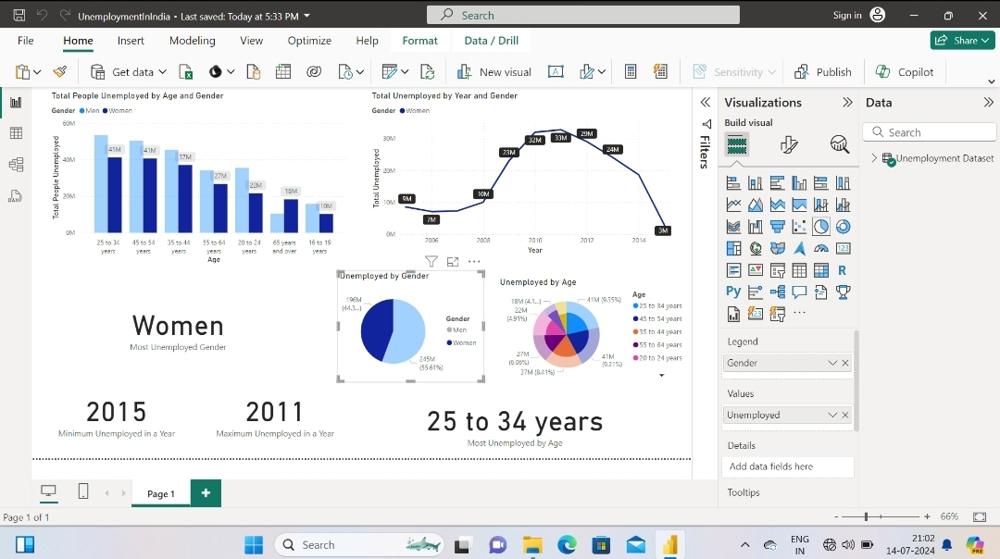 UnemploymentInIndia • Last saved: Today at 5:33 PM
Search
Sign in
File Home Insert Modeling View Optimize Help Format Data / Drill
Share
Get data
New visual
Sensitivity
Publish
Copilot
Total People Unemployed by Age and Gender
Gender Men Women
Total People Unemployed
60M
40M
20M
0M
41M 41M 37M 27M 22M 18M 10M
25 to 34 years
45 to 54 years
35 to 44 years
55 to 64 years
20 to 24 years
65 years and over
16 to 19 years
Age
Total Unemployed by Year and Gender
Gender Women
Total Unemployed
30M
20M
10M
0M
9M 7M 10M 23M 32M 33M 29M 24M 3M
2006 2008 2010 2012 2014
Year
Unemployed by Gender
196M
(44.3...)
245M
(55.61%)
Gender
Men
Women
Unemployed by Age
18M (4.1...)
22M
(4.91%)
27M
(6.06%)
37M (8.41%)
41M (9.35%)
41M
(9.21%)
Age
25 to 34 years
45 to 54 years
35 to 44 years
55 to 64 years
20 to 24 years
Women
Most Unemployed Gender
2015
Minimum Unemployed in a Year
2011
Maximum Unemployed in a Year
25 to 34 years
Most Unemployed by Age
Filters
Visualizations
Build visual
123
R
Py
Legend
Gender
Values
Unemployed
Details
Add data fields here
Tooltips
Data
Search
Unemployment Dataset
Page 1
Page 1 of 1
66%
Search
ENG
IN
21:02
14-07-2024
PRE